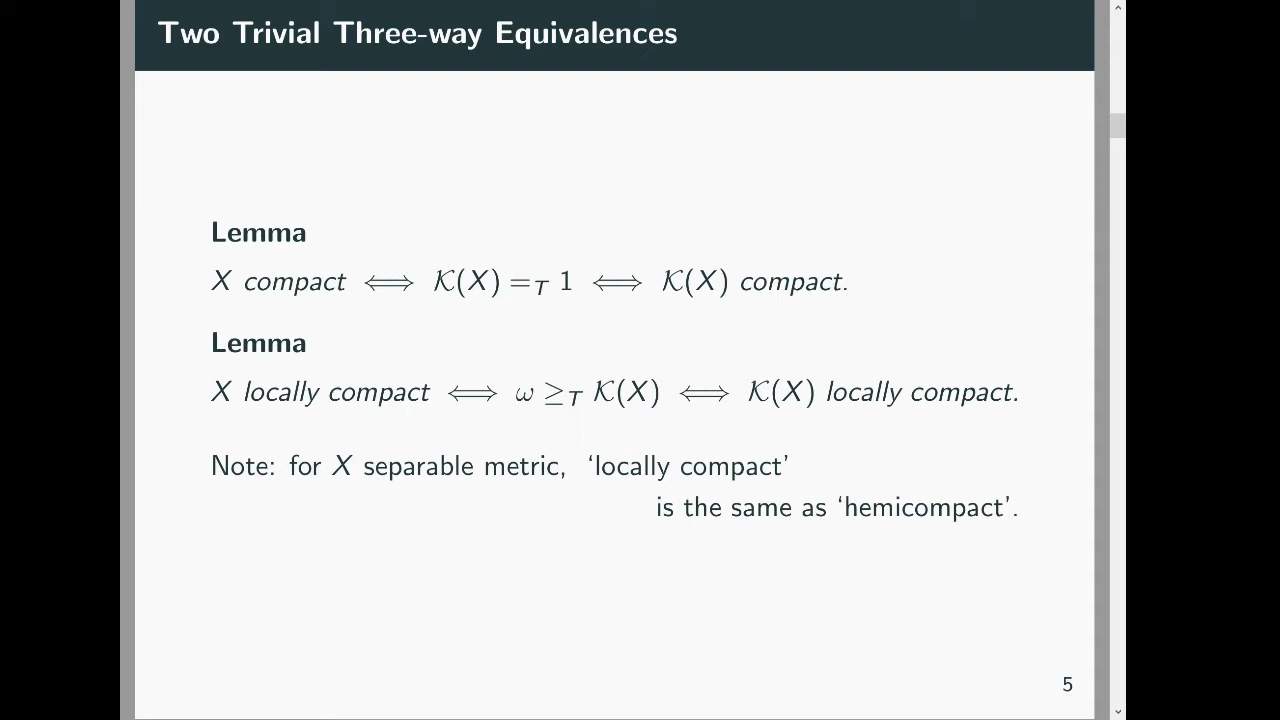 Two Trivial Three-way Equivalences
Lemma
X compact ⟺ 𝒦(X) =_T 1 ⟺ 𝒦(X) compact.
Lemma
X locally compact ⟺ ω ≥_T 𝒦(X) ⟺ 𝒦(X) locally compact.
Note: for X separable metric, ‘locally compact’
is the same as ‘hemicompact’.
5